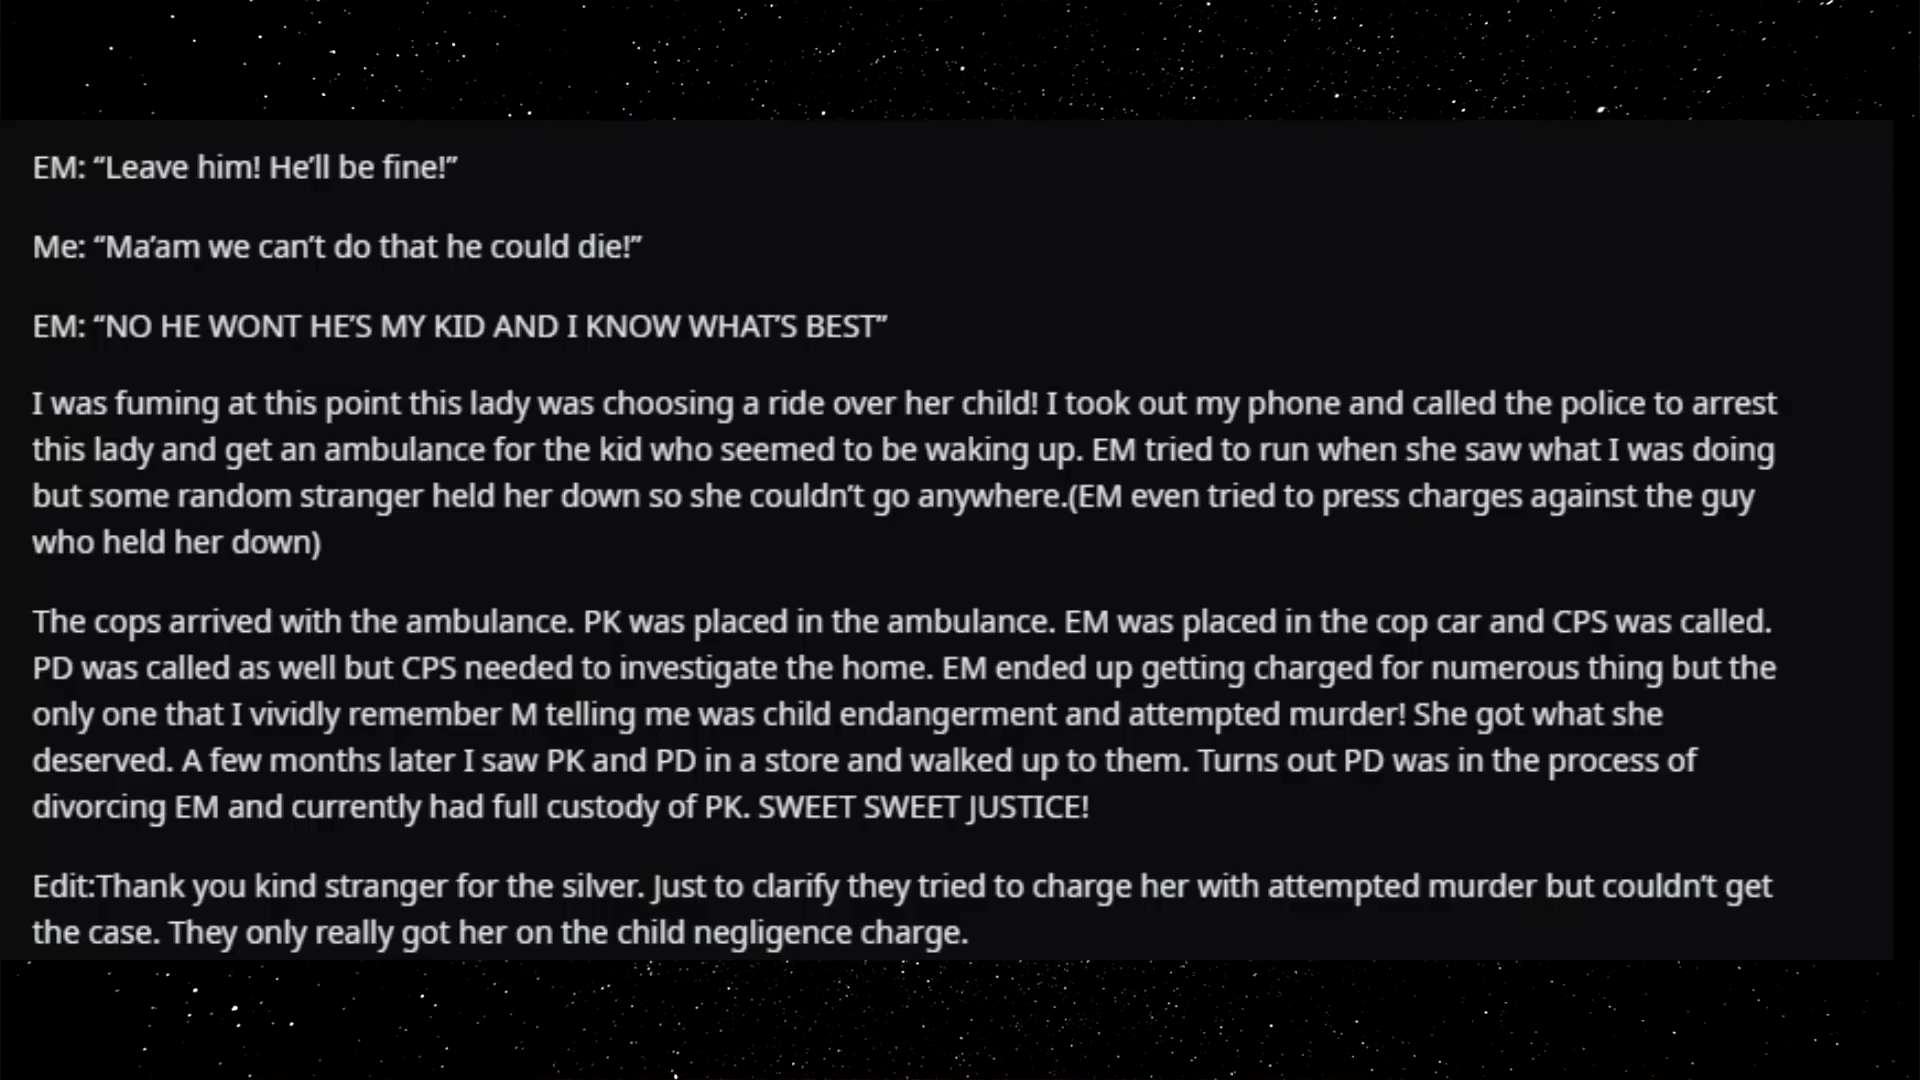 EM: “Leave him! He’ll be fine!”
Me: “Ma’am we can’t do that he could die!”
EM: “NO HE WONT HE’S MY KID AND I KNOW WHAT’S BEST”
I was fuming at this point this lady was choosing a ride over her child! I took out my phone and called the police to arrest
this lady and get an ambulance for the kid who seemed to be waking up. EM tried to run when she saw what I was doing
but some random stranger held her down so she couldn’t go anywhere.(EM even tried to press charges against the guy
who held her down)
The cops arrived with the ambulance. PK was placed in the ambulance. EM was placed in the cop car and CPS was called.
PD was called as well but CPS needed to investigate the home. EM ended up getting charged for numerous thing but the
only one that I vividly remember M telling me was child endangerment and attempted murder! She got what she
deserved. A few months later I saw PK and PD in a store and walked up to them. Turns out PD was in the process of
divorcing EM and currently had full custody of PK. SWEET SWEET JUSTICE!
Edit:Thank you kind stranger for the silver. Just to clarify they tried to charge her with attempted murder but couldn’t get
the case. They only really got her on the child negligence charge.